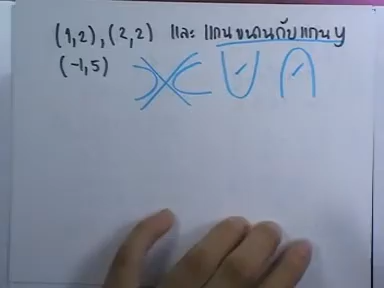 (1,2),(2,2) และ แกนขนานกับแกน y
(-1,5)